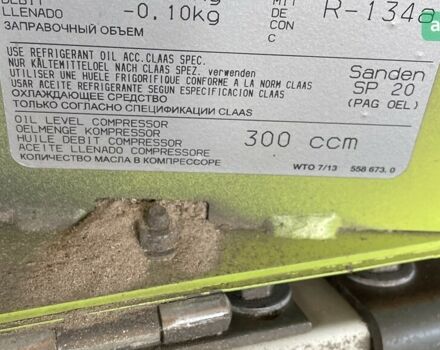 DEBIT
LLENADO -0.10kg DE R-134a
ЗАПРАВОЧНЫЙ ОБЪЕМ CON
C
USE REFRIGERANT OIL ACC.CLAAS SPEC.
NUR KÄLTEMITTELOEL NACH CLAAS SPEZ. verwenden
UTILISER UNE HUILE FRIGORIFIQUE CONFORME A LA NORM CLAAS
USAR ACEITE REFRIGERANTE SEGUN ESPECIFICACION CLAAS
ОХЛАЖДАЮЩЕЕ СРЕДСТВО
ТОЛЬКО СОГЛАСНО СПЕЦИФИКАЦИИ CLAAS
Sanden
SP 20
(PAG OEL)
OIL LEVEL COMPRESSOR
OELMENGE KOMPRESSOR
HUILE DEBIT COMPRESSOR
ACEITE LLENADO COMPRESSORE
КОЛИЧЕСТВО МАСЛА В КОМПРЕССОРЕ
300 ccm
WTO 7/13 558 673.0